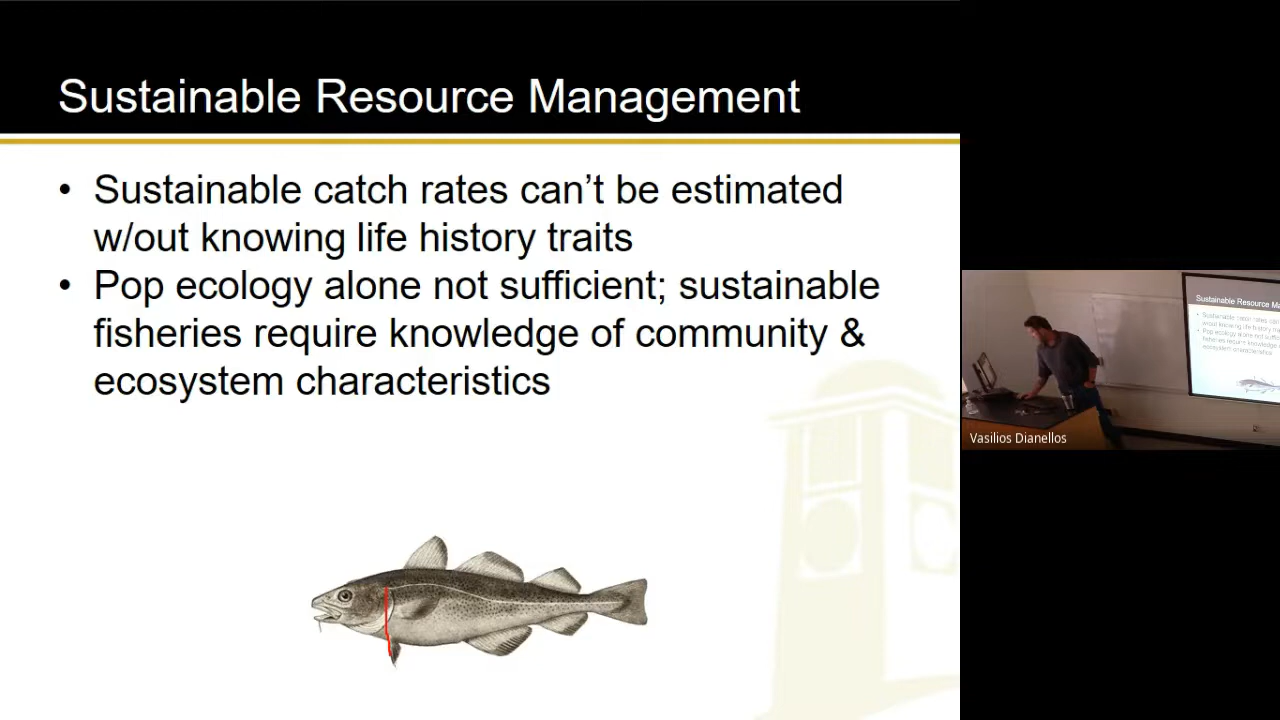 Sustainable Resource Management
• Sustainable catch rates can’t be estimated
w/out knowing life history traits
• Pop ecology alone not sufficient; sustainable
fisheries require knowledge of community &
ecosystem characteristics
Sustainable Resource Ma
Vasilios Dianellos